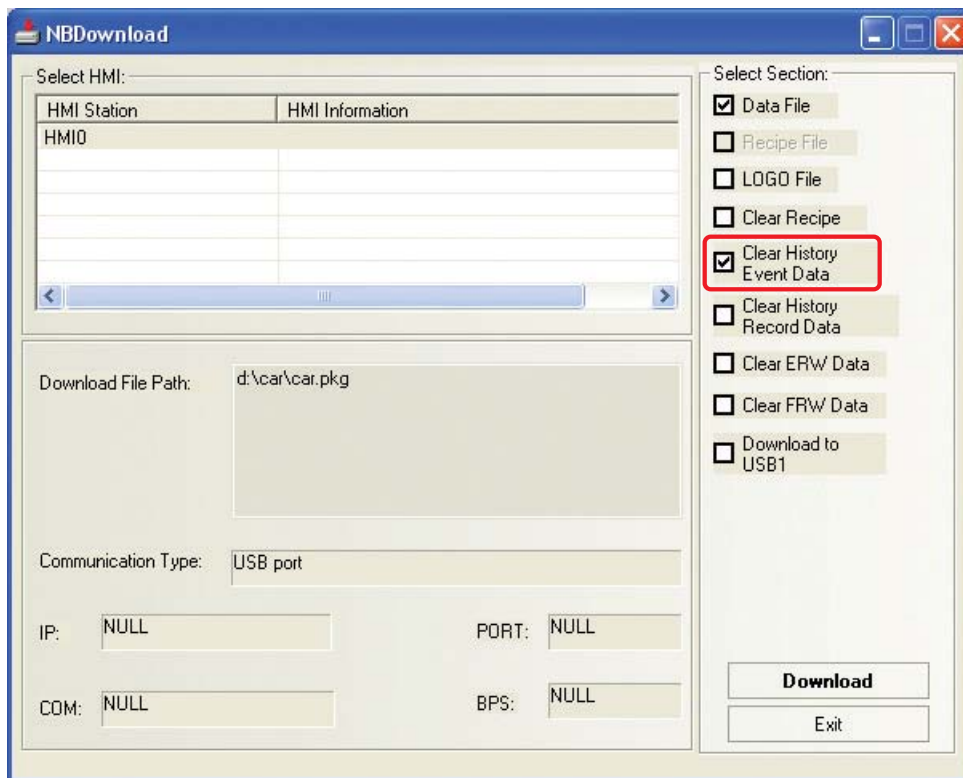 NBDownload
Select HMI:
HMI Station HMI Information
HMI0
Download File Path: d:\car\car.pkg
Communication Type: USB port
IP: NULL PORT: NULL
COM: NULL BPS: NULL
Select Section:
Data File
Recipe File
LOGO File
Clear Recipe
Clear History
Event Data
Clear History
Record Data
Clear ERW Data
Clear FRW Data
Download to
USB1
Download
Exit